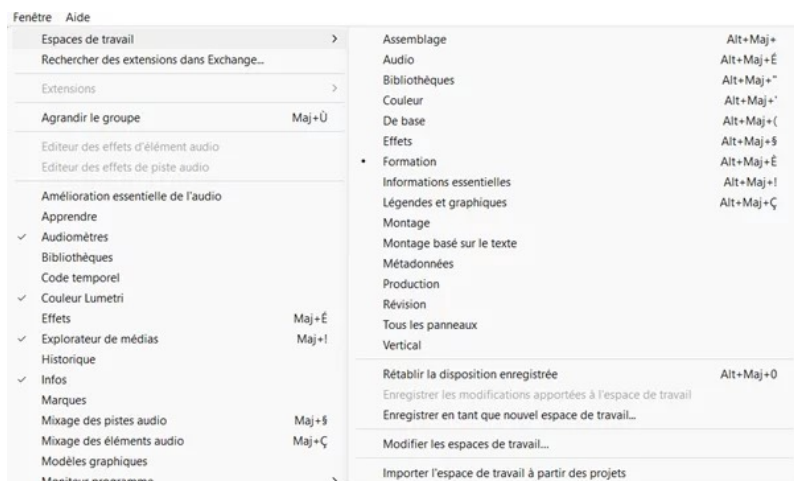 Fenêtre Aide
Espaces de travail >
Rechercher des extensions dans Exchange...
Extensions >
Agrandir le groupe Maj+Ù
Editeur des effets d'élément audio
Editeur des effets de piste audio
Amélioration essentielle de l'audio
Apprendre
✓ Audiomètres
Bibliothèques
Code temporel
✓ Couleur Lumetri
Effets Maj+É
✓ Explorateur de médias Maj+!
Historique
✓ Infos
Marques
Mixage des pistes audio Maj+§
Mixage des éléments audio Maj+Ç
Modèles graphiques
Moniteur programme >
Assemblage Alt+Maj+
Audio Alt+Maj+É
Bibliothèques Alt+Maj+"
Couleur Alt+Maj+'
De base Alt+Maj+(
Effets Alt+Maj+§
• Formation Alt+Maj+È
Informations essentielles Alt+Maj+!
Légendes et graphiques Alt+Maj+Ç
Montage
Montage basé sur le texte
Métadonnées
Production
Révision
Tous les panneaux
Vertical
Rétablir la disposition enregistrée Alt+Maj+0
Enregistrer les modifications apportées à l'espace de travail
Enregistrer en tant que nouvel espace de travail...
Modifier les espaces de travail...
Importer l'espace de travail à partir des projets